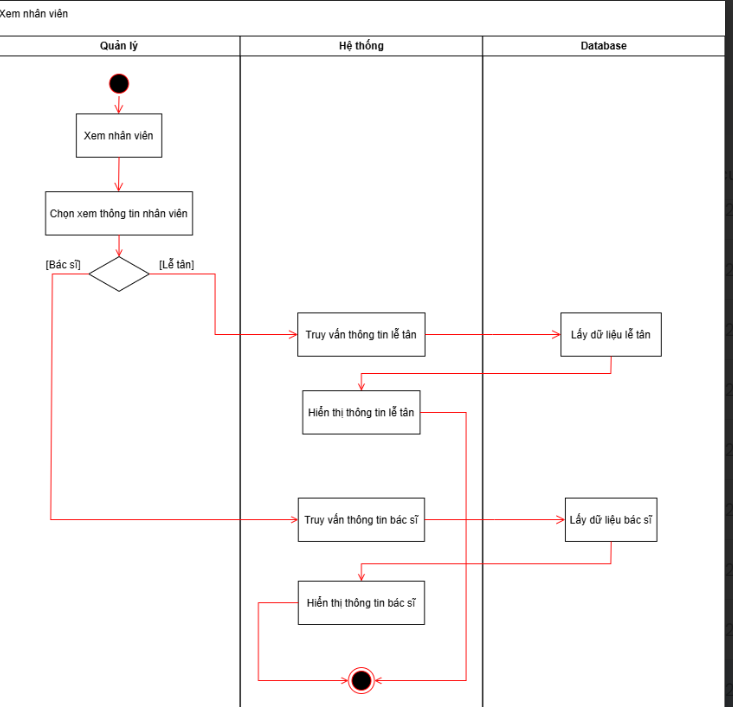 Xem nhân viên
Quản lý
Hệ thống
Database
Xem nhân viên
Chọn xem thông tin nhân viên
[Bác sĩ]
[Lễ tân]
Truy vấn thông tin lễ tân
Lấy dữ liệu lễ tân
Hiển thị thông tin lễ tân
Truy vấn thông tin bác sĩ
Lấy dữ liệu bác sĩ
Hiển thị thông tin bác sĩ